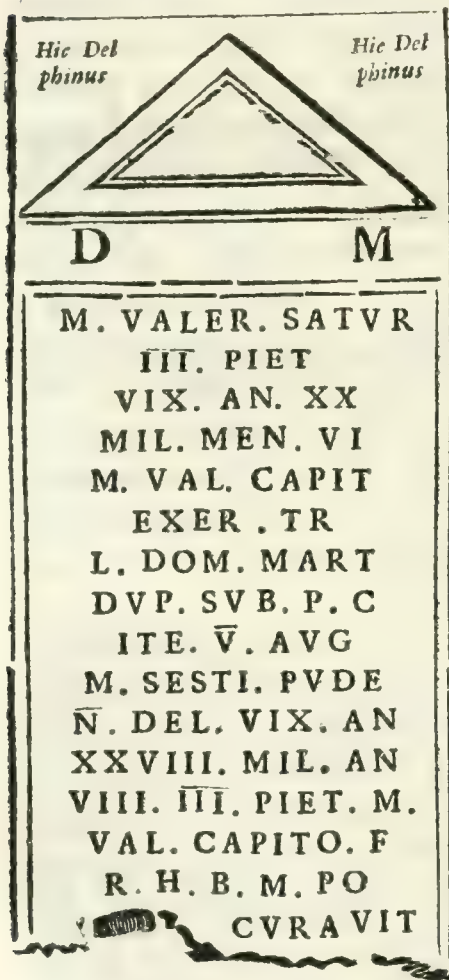 Hic Del
phinus
Hic Del
phinus
D M
M. VALER. SATVR
III. PIET
VIX. AN. XX
MIL. MEN. VI
M. VAL. CAPIT
EXER . TR
L. DOM. MART
DVP. SVB. P. C
ITE. V̅. AVG
M. SESTI. PVDE
N̅. DEL. VIX. AN
XXVIII. MIL. AN
VIII. I̅I̅I̅. PIET. M.
VAL. CAPITO. F
R. H. B. M. PO
CVRAVIT